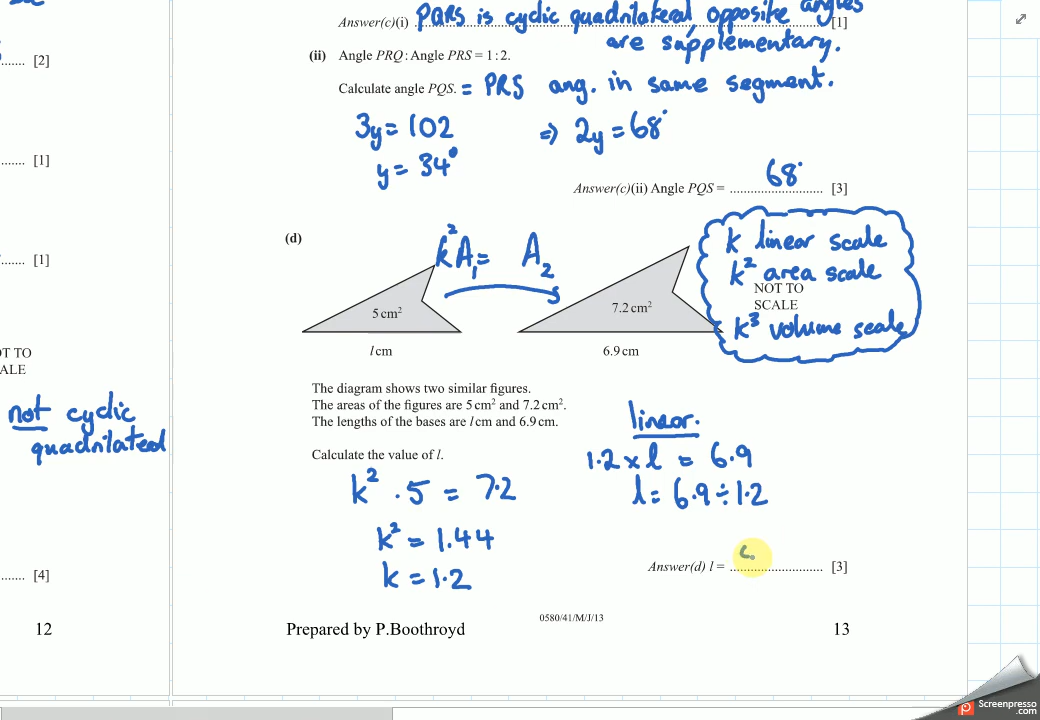 Answer(c)(i) PQRS is cyclic quadrilateral, opposite angles [1]
are supplementary.
...... [2]
(ii) Angle PRQ : Angle PRS = 1 : 2.
Calculate angle PQS. = PRS ang. in same segment.
3y = 102 ⇒ 2y = 68°
y = 34°
...... [1]
Answer(c)(ii) Angle PQS = 68° [3]
(d)
k²A₁ = A₂
k linear scale
k² area scale
NOT TO
SCALE
k³ volume scale
...... [1]
5 cm²
7.2 cm²
l cm
6.9 cm
OT TO
ALE
not cyclic
quadrilateral
The diagram shows two similar figures.
The areas of the figures are 5 cm² and 7.2 cm².
The lengths of the bases are l cm and 6.9 cm.
Calculate the value of l.
k² . 5 = 7.2
k² = 1.44
k = 1.2
linear.
1.2 × l = 6.9
l = 6.9 ÷ 1.2
Answer(d) l = ...... [3]
...... [4]
0580/41/M/J/13
12
Prepared by P.Boothroyd
13
Screenpresso
.com